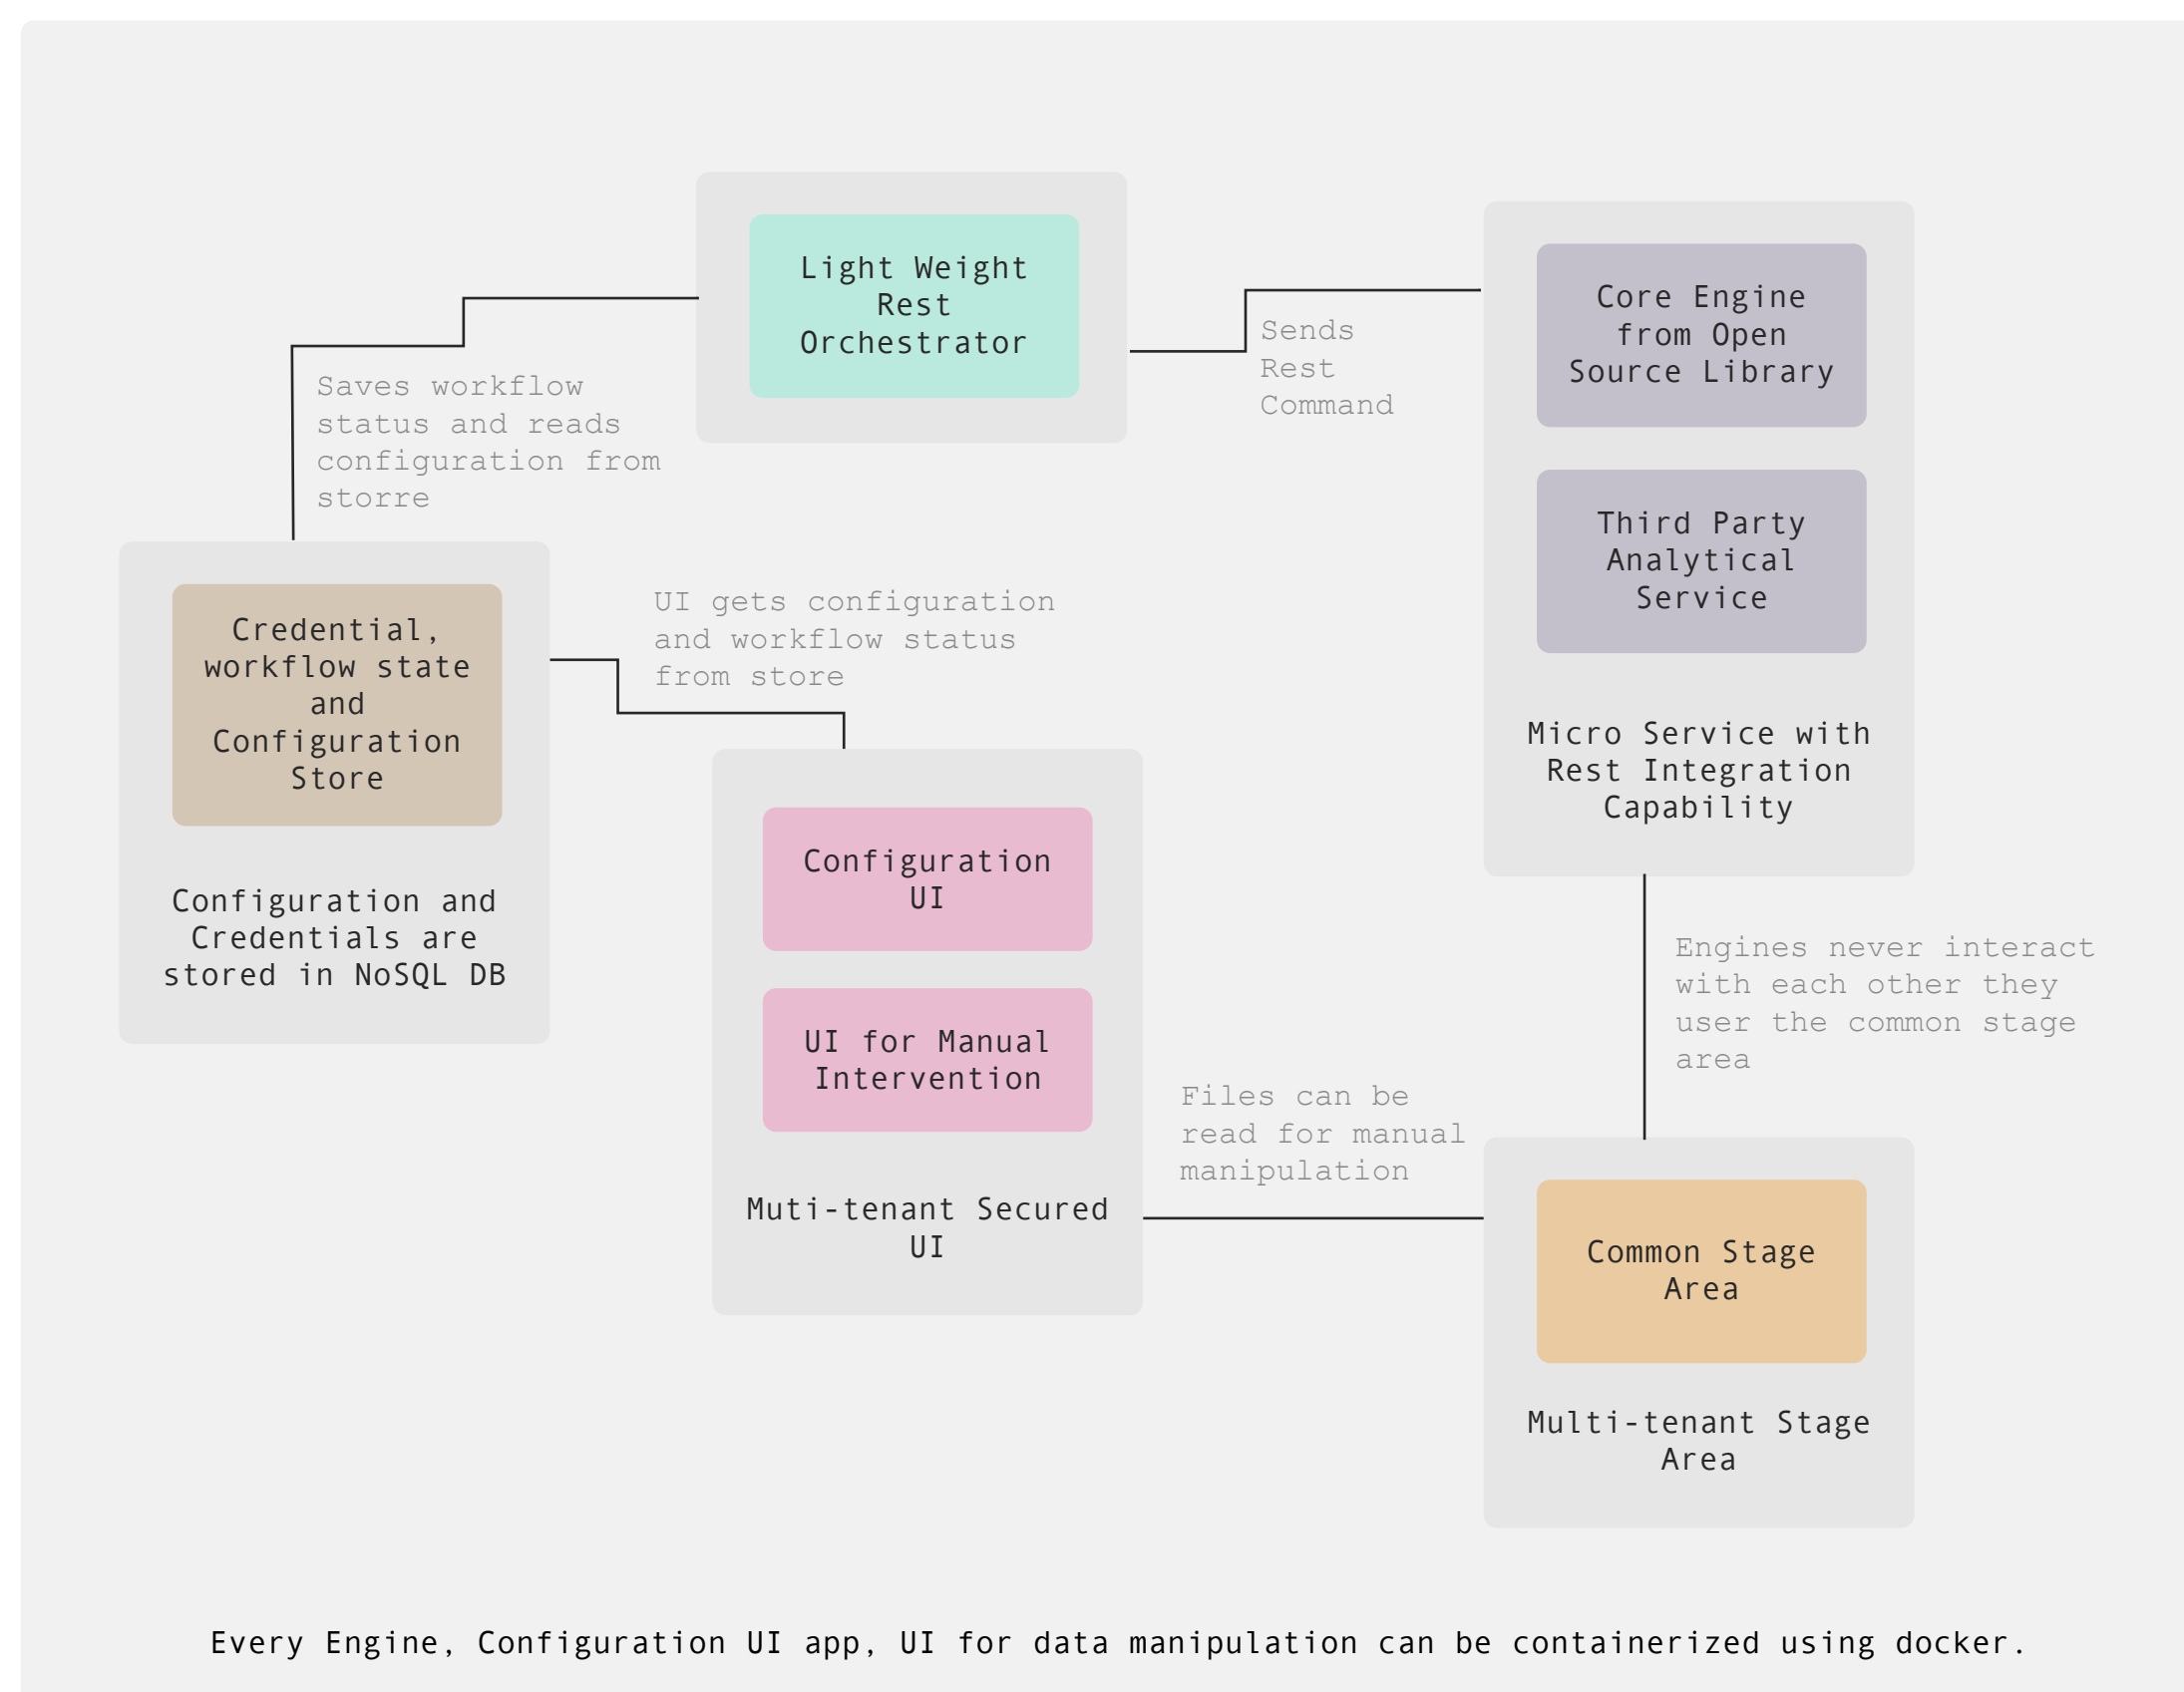 Light Weight
Rest
Orchestrator
Core Engine
from Open
Source Library
Sends
Rest
Command
Saves workflow
status and reads
configuration from
storre
Third Party
Analytical
Service
Credential,
workflow state
and
Configuration
Store
UI gets configuration
and workflow status
from store
Micro Service with
Rest Integration
Capability
Configuration and
Credentials are
stored in NoSQL DB
Configuration
UI
UI for Manual
Intervention
Engines never interact
with each other they
user the common stage
area
Files can be
read for manual
manipulation
Muti-tenant Secured
UI
Common Stage
Area
Multi-tenant Stage
Area
Every Engine, Configuration UI app, UI for data manipulation can be containerized using docker.